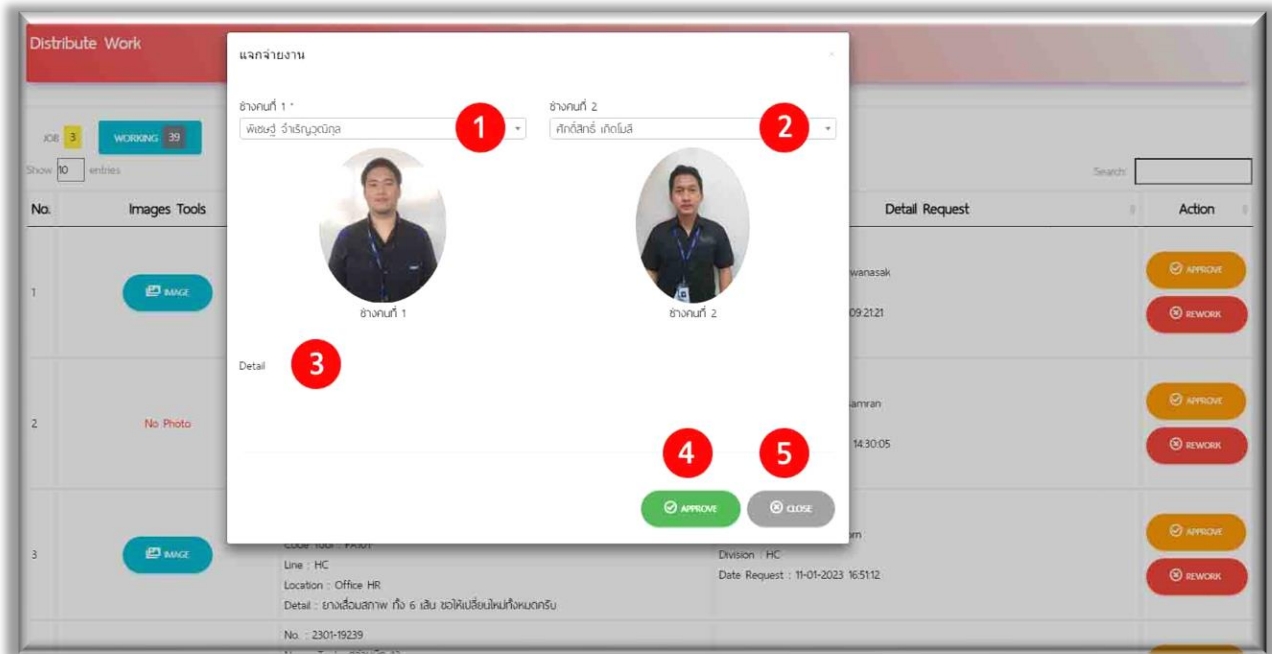 Distribute Work
แจกจ่ายงาน
×
ช่างคนที่ 1 *
ช่างคนที่ 2
พิเชษฐ์ จำเริญวุฒิกุล
1
ศักดิ์สิทธิ์ เกิดโมลี
2
JOB 3
WORKING 39
Show 10 entries
Search:
No.
Images Tools
Detail Request
Action
wanasak
APPROVE
1
IMAGE
ช่างคนที่ 1
ช่างคนที่ 2
09:21:21
REWORK
Detail
3
amran
APPROVE
2
No Photo
14:30:05
REWORK
4
5
APPROVE
CLOSE
APPROVE
3
IMAGE
Division : HC
Line : HC
Date Request : 11-01-2023 16:51:12
REWORK
Location : Office HR
Detail : ยางเสื่อมสภาพ ทั้ง 6 เส้น ขอให้เปลี่ยนใหม่ทั้งหมดครับ
No. : 2301-19239